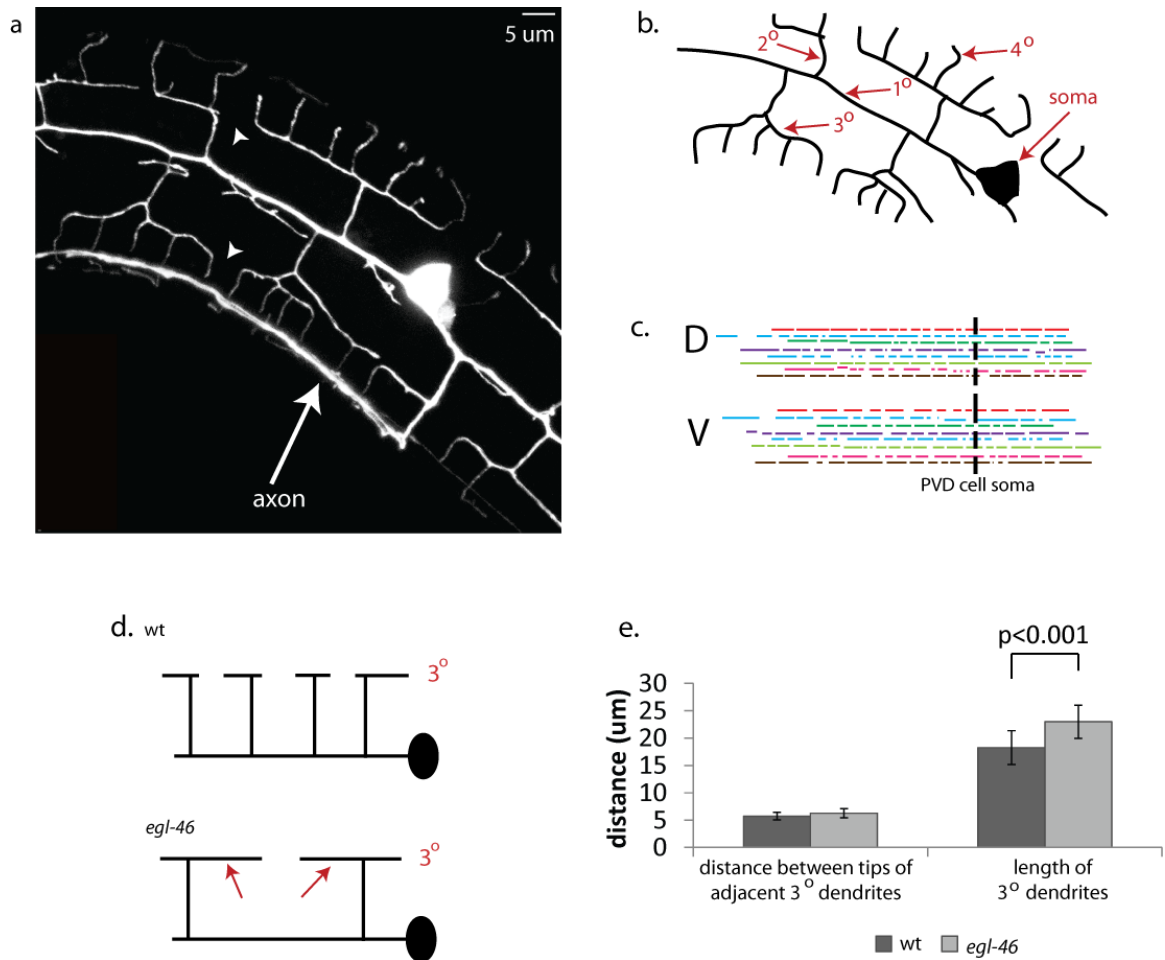 a
5 um
axon
b.
2°
4°
1°
3°
soma
c.
D
V
PVD cell soma
d. wt
3°
egl-46
3°
e.
p<0.001
distance (um)
30
25
20
15
10
5
0
distance between tips of
adjacent 3° dendrites
length of
3° dendrites
wt
egl-46